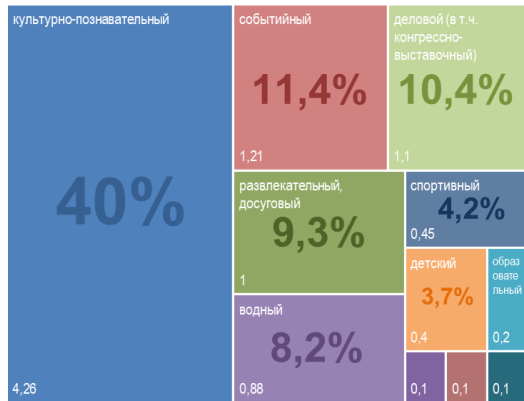 культурно-познавательный
40%
4,26
событийный
11,4%
1,21
деловой (в т.ч.
конгрессно-
выставочный)
10,4%
1,1
развлекательный,
досуговый
9,3%
1
водный
8,2%
0,88
спортивный
4,2%
0,45
детский
3,7%
0,4
образ
овате
льный
0,2
0,1
0,1
0,1